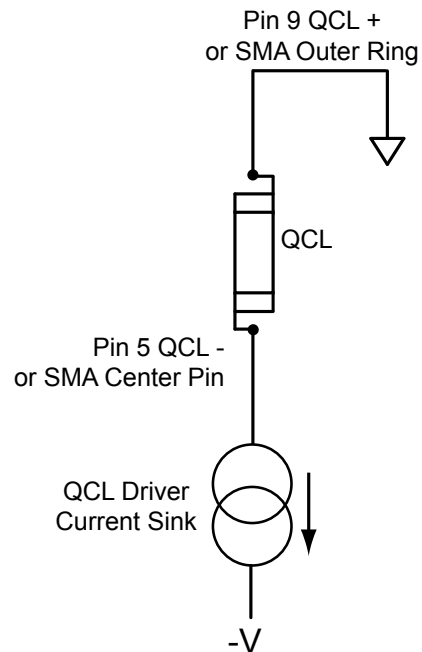 Pin 9 QCL +
or SMA Outer Ring
QCL
Pin 5 QCL -
or SMA Center Pin
QCL Driver
Current Sink
-V